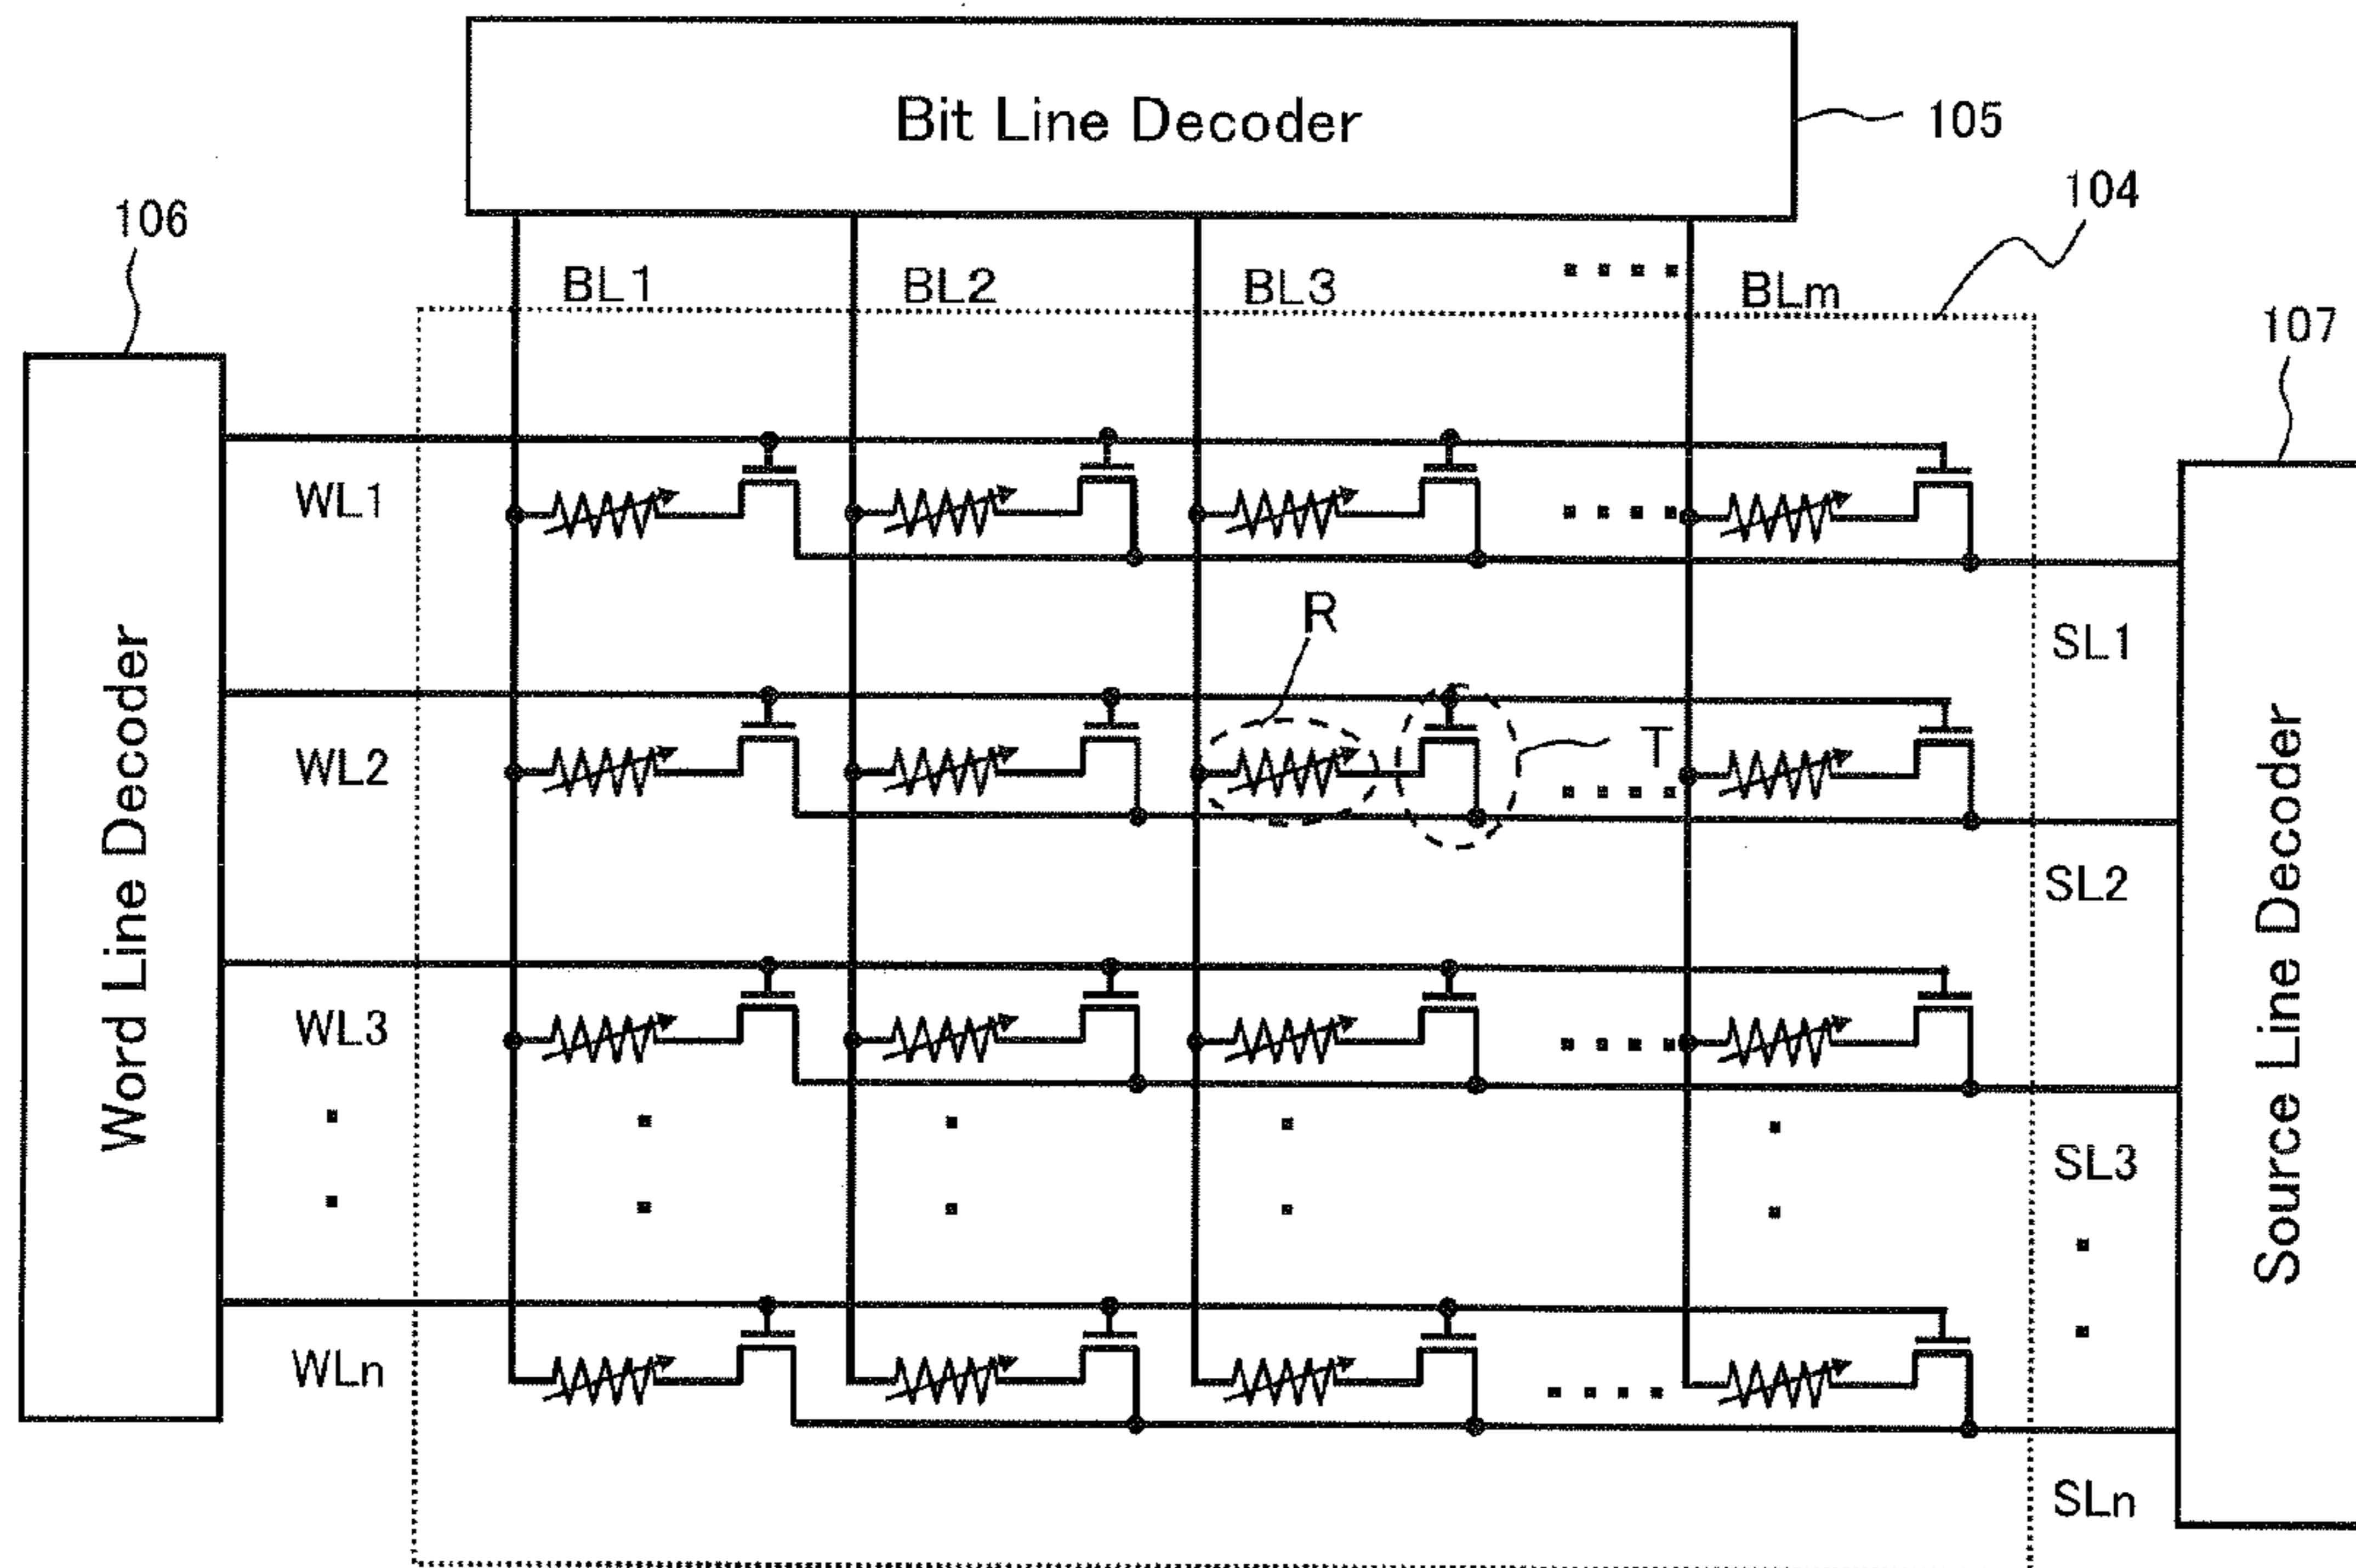 Bit Line Decoder
105
104
106
BL1 BL2 BL3 BLm
107
WL1
R
SL1
WL2
T
Word Line Decoder
SL2
Source Line Decoder
WL3
SL3
WLn
SLn